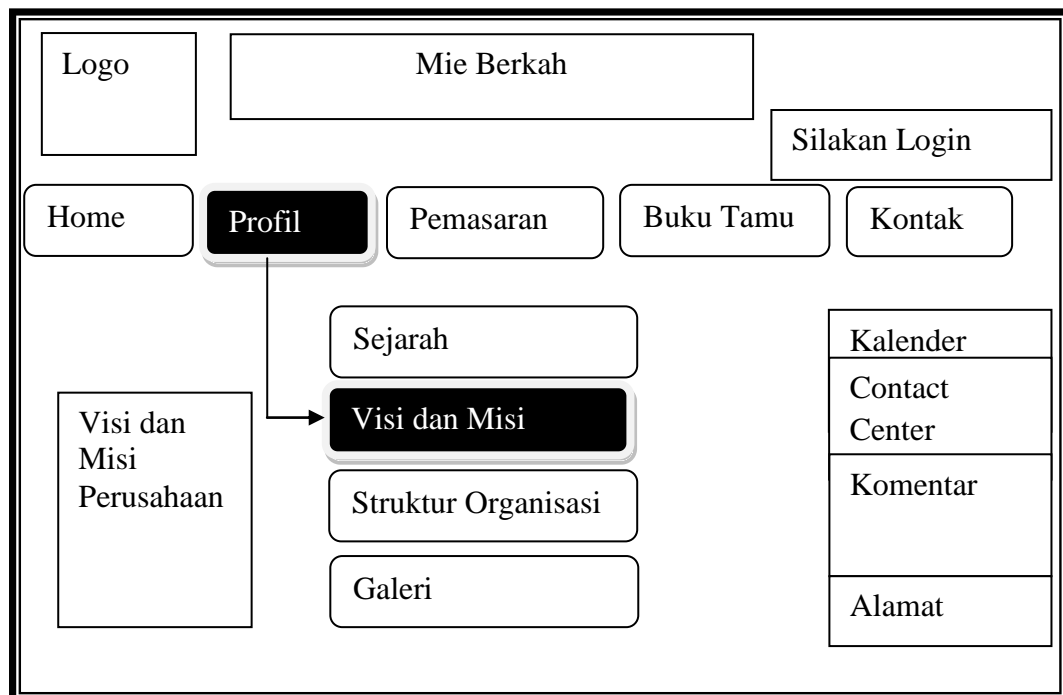 Logo
Mie Berkah
Silakan Login
Home
Profil
Pemasaran
Buku Tamu
Kontak
Sejarah
Visi dan Misi
Struktur Organisasi
Galeri
Visi dan
Misi
Perusahaan
Kalender
Contact
Center
Komentar
Alamat